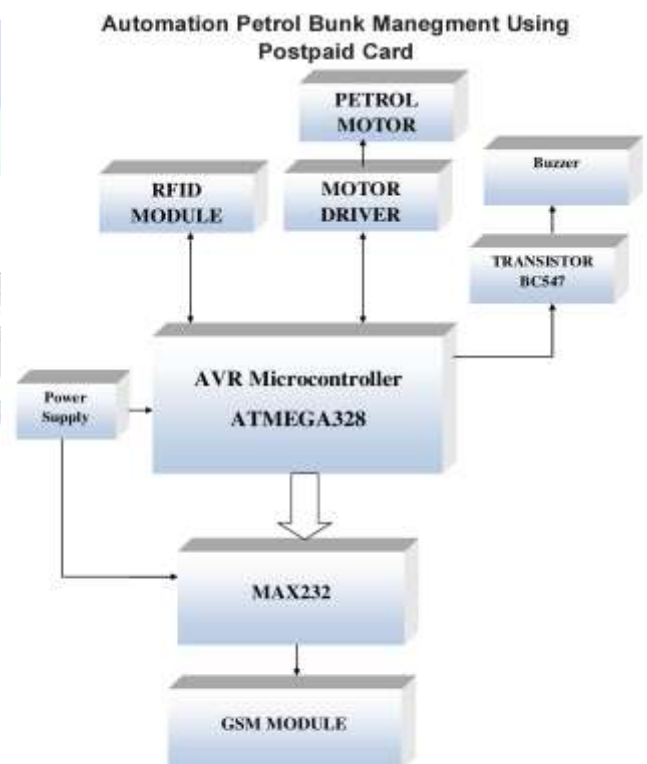 Automation Petrol Bunk Manegment Using
Postpaid Card
PETROL
MOTOR
Buzzer
RFID
MODULE
MOTOR
DRIVER
TRANSISTOR
BC547
AVR Microcontroller
ATMEGA328
Power
Supply
MAX232
GSM MODULE